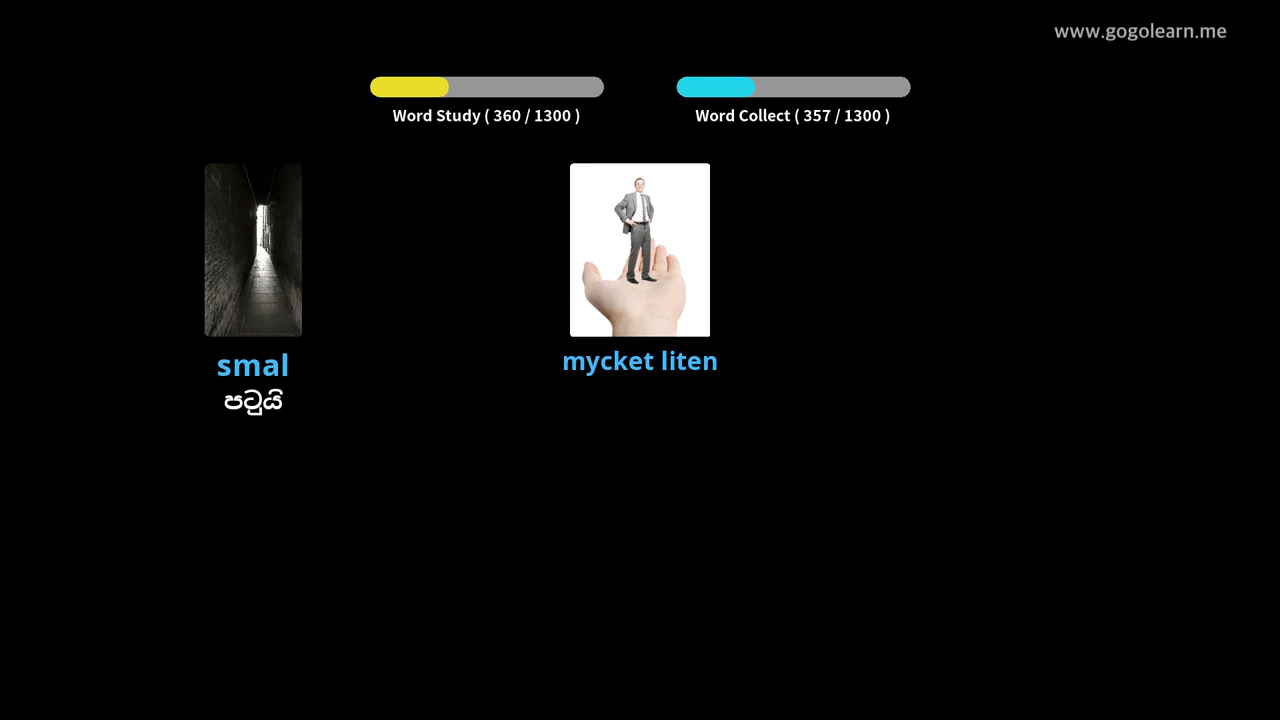 www.gogolearn.me
Word Study ( 360 / 1300 )
Word Collect ( 357 / 1300 )
smal
පටුයි
mycket liten